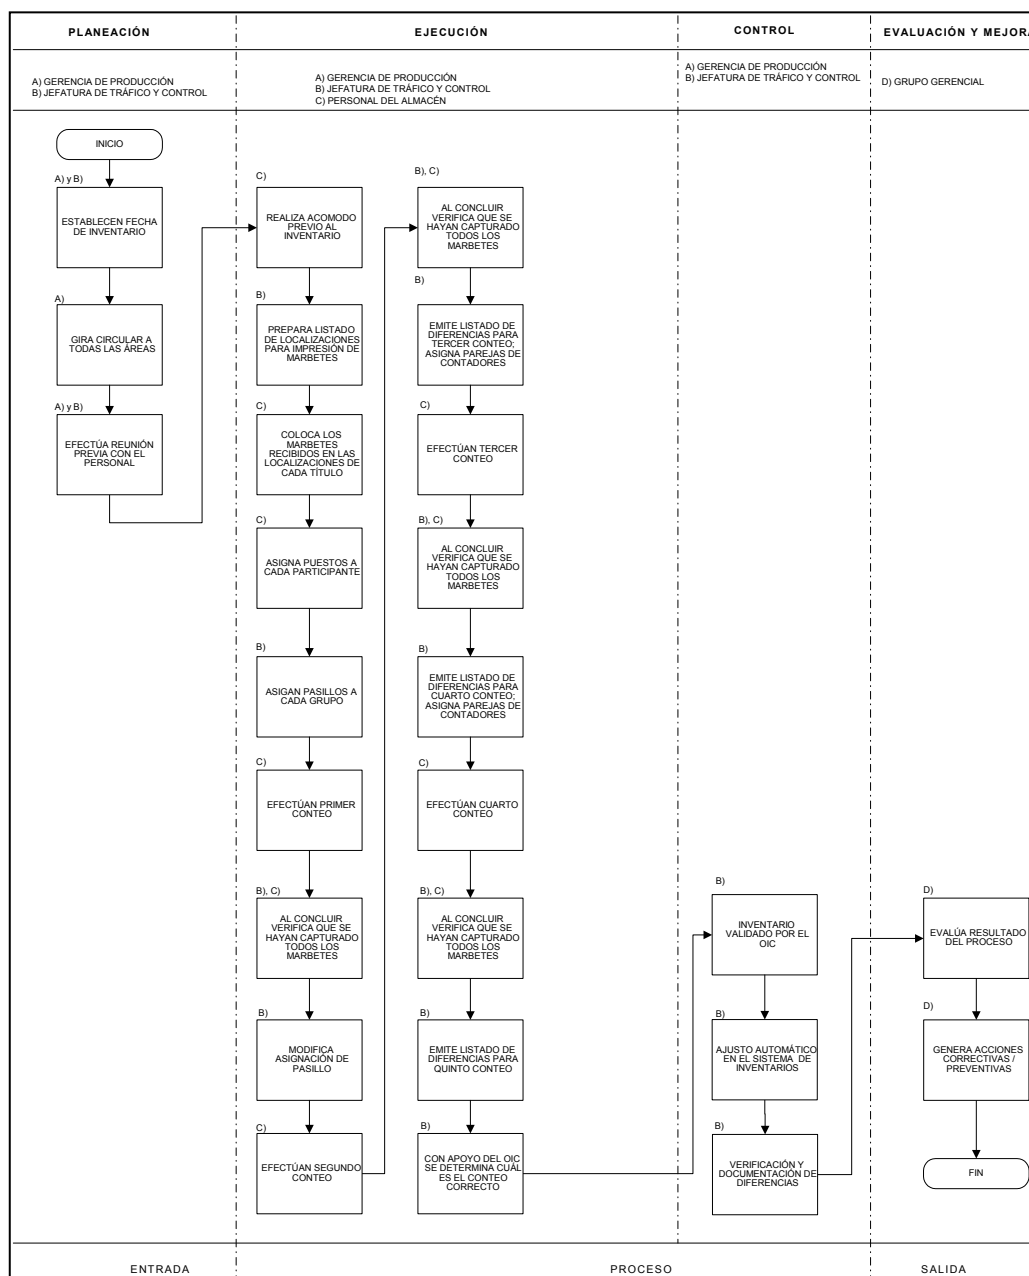 PLANEACIÓN
EJECUCIÓN
CONTROL
EVALUACIÓN Y MEJORA
A) GERENCIA DE PRODUCCIÓN
B) JEFATURA DE TRÁFICO Y CONTROL
A) GERENCIA DE PRODUCCIÓN
B) JEFATURA DE TRÁFICO Y CONTROL
C) PERSONAL DEL ALMACÉN
A) GERENCIA DE PRODUCCIÓN
B) JEFATURA DE TRÁFICO Y CONTROL
D) GRUPO GERENCIAL
INICIO
A) y B)
ESTABLECEN FECHA
DE INVENTARIO
A)
GIRA CIRCULAR A
TODAS LAS ÁREAS
A) y B)
EFECTÚA REUNIÓN
PREVIA CON EL
PERSONAL
C)
REALIZA ACOMODO
PREVIO AL
INVENTARIO
B)
PREPARA LISTADO
DE LOCALIZACIONES
PARA IMPRESIÓN DE
MARBETES
C)
COLOCA LOS
MARBETES
RECIBIDOS EN LAS
LOCALIZACIONES DE
CADA TÍTULO
C)
ASIGNA PUESTOS A
CADA PARTICIPANTE
B)
ASIGAN PASILLOS A
CADA GRUPO
C)
EFECTÚAN PRIMER
CONTEO
B), C)
AL CONCLUIR
VERIFICA QUE SE
HAYAN CAPTURADO
TODOS LOS
MARBETES
B)
MODIFICA
ASIGNACIÓN DE
PASILLO
C)
EFECTÚAN SEGUNDO
CONTEO
B), C)
AL CONCLUIR
VERIFICA QUE SE
HAYAN CAPTURADO
TODOS LOS
MARBETES
B)
EMITE LISTADO DE
DIFERENCIAS PARA
TERCER CONTEO;
ASIGNA PAREJAS DE
CONTADORES
C)
EFECTÚAN TERCER
CONTEO
B), C)
AL CONCLUIR
VERIFICA QUE SE
HAYAN CAPTURADO
TODOS LOS
MARBETES
B)
EMITE LISTADO DE
DIFERENCIAS PARA
CUARTO CONTEO;
ASIGNA PAREJAS DE
CONTADORES
C)
EFECTÚAN CUARTO
CONTEO
B), C)
AL CONCLUIR
VERIFICA QUE SE
HAYAN CAPTURADO
TODOS LOS
MARBETES
B)
EMITE LISTADO DE
DIFERENCIAS PARA
QUINTO CONTEO
B)
CON APOYO DEL OIC
SE DETERMINA CUÁL
ES EL CONTEO
CORRECTO
B)
INVENTARIO
VALIDADO POR EL
OIC
B)
AJUSTO AUTOMÁTICO
EN EL SISTEMA DE
INVENTARIOS
B)
VERIFICACIÓN Y
DOCUMENTACIÓN DE
DIFERENCIAS
D)
EVALÚA RESULTADO
DEL PROCESO
D)
GENERA ACCIONES
CORRECTIVAS /
PREVENTIVAS
FIN
ENTRADA
PROCESO
SALIDA